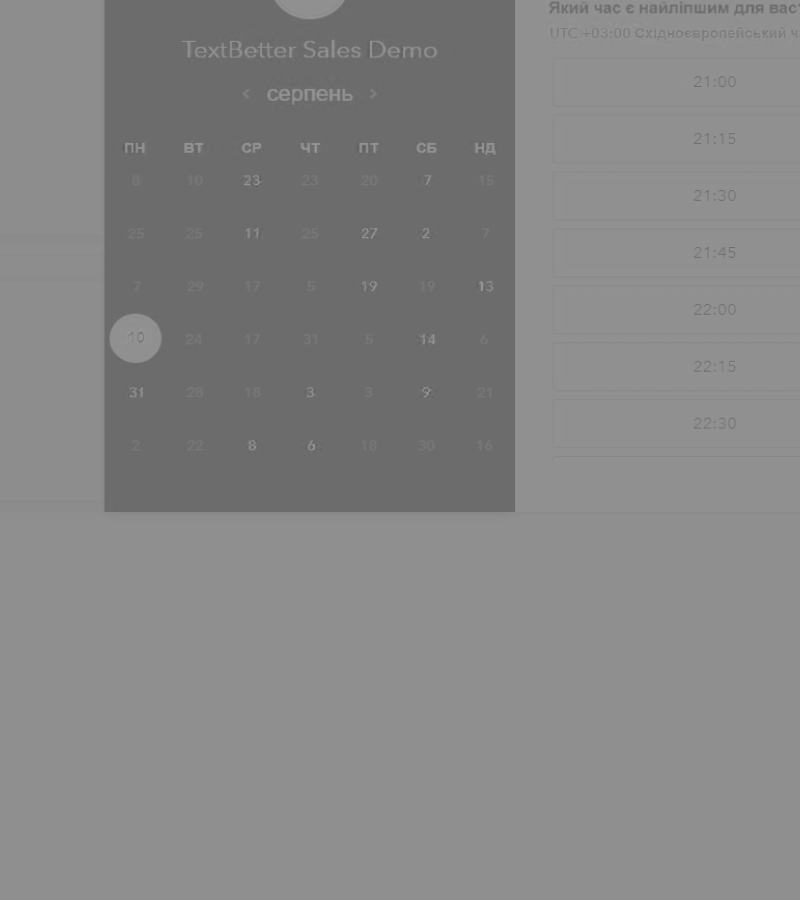 TextBetter Sales Demo
‹ серпень ›
ПН ВТ СР ЧТ ПТ СБ НД
8 10 23 23 20 7 15
25 25 11 25 27 2 7
7 29 17 5 19 19 13
10 24 17 31 5 14 6
31 28 18 3 3 9 21
2 22 8 6 18 30 16
Який час є найліпшим для вас
UTC +03:00 Східноєвропейський ч
21:00
21:15
21:30
21:45
22:00
22:15
22:30